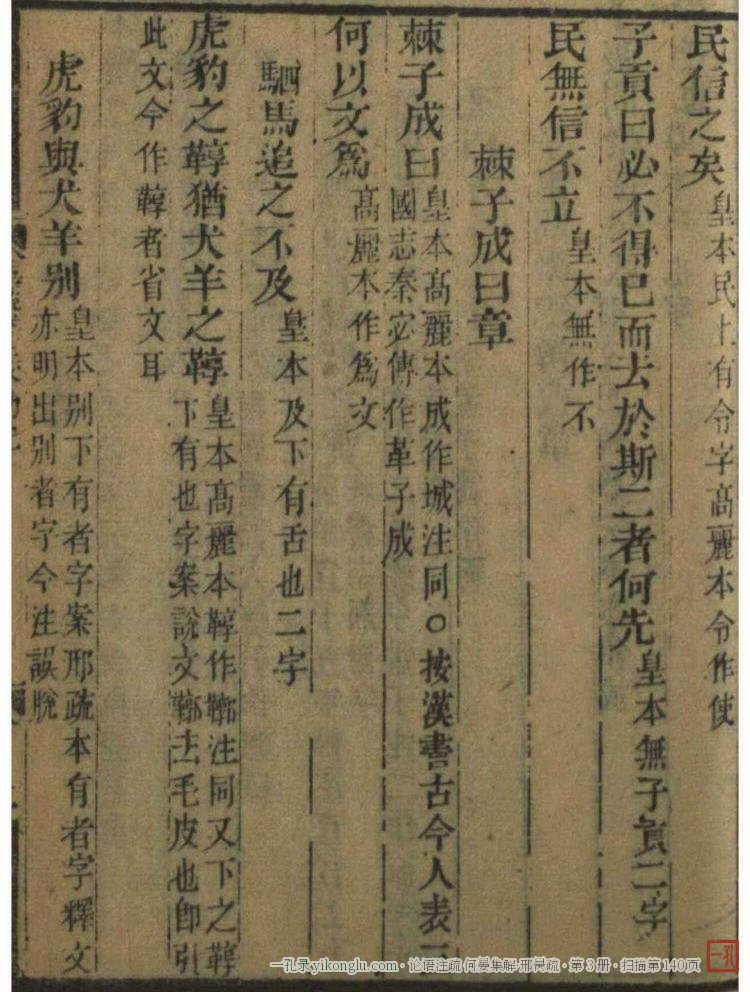 民信之矣皇本民上有令字高麗本令作使
子貢曰必不得已而去於斯二者何先皇本無子貢二字
民無信不立皇本無作不
棘子成曰章
棘子成曰皇本高麗本成作城注同○按漢書古今人表三
國志秦宓傳作革子成
何以文爲高麗本作爲文
駟馬追之不及皇本及下有舌也二字
虎豹之鞟猶犬羊之鞟皇本高麗本鞟作鞹注同又下之鞟
下有也字案說文鞹去毛皮也卽引
此文今作鞟者省文耳
虎豹與犬羊别皇本别下有者字案邢疏本有者字釋文
亦明出别者字今注誤脫
一孔录yikonglu.com·论语注疏.何晏集解.邢昺疏·第3册·扫描第140页
一孔